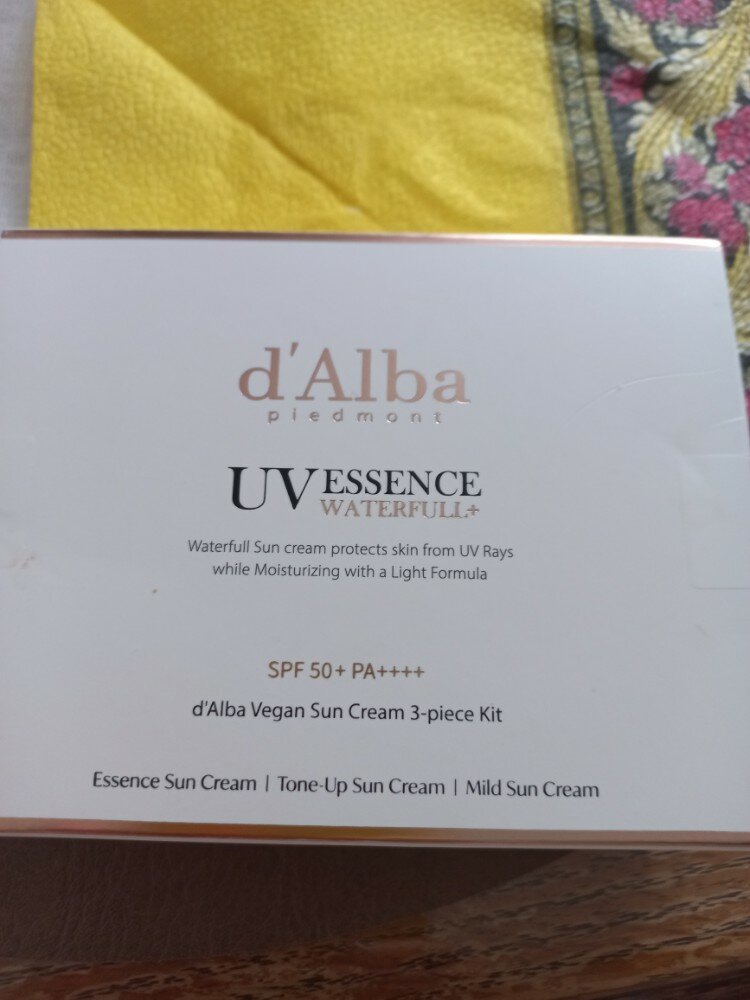 d'Alba
piedmont
UV ESSENCE
WATERFULL+
Waterfull Sun cream protects skin from UV Rays
while Moisturizing with a Light Formula
SPF 50+ PA++++
d'Alba Vegan Sun Cream 3-piece Kit
Essence Sun Cream | Tone-Up Sun Cream | Mild Sun Cream